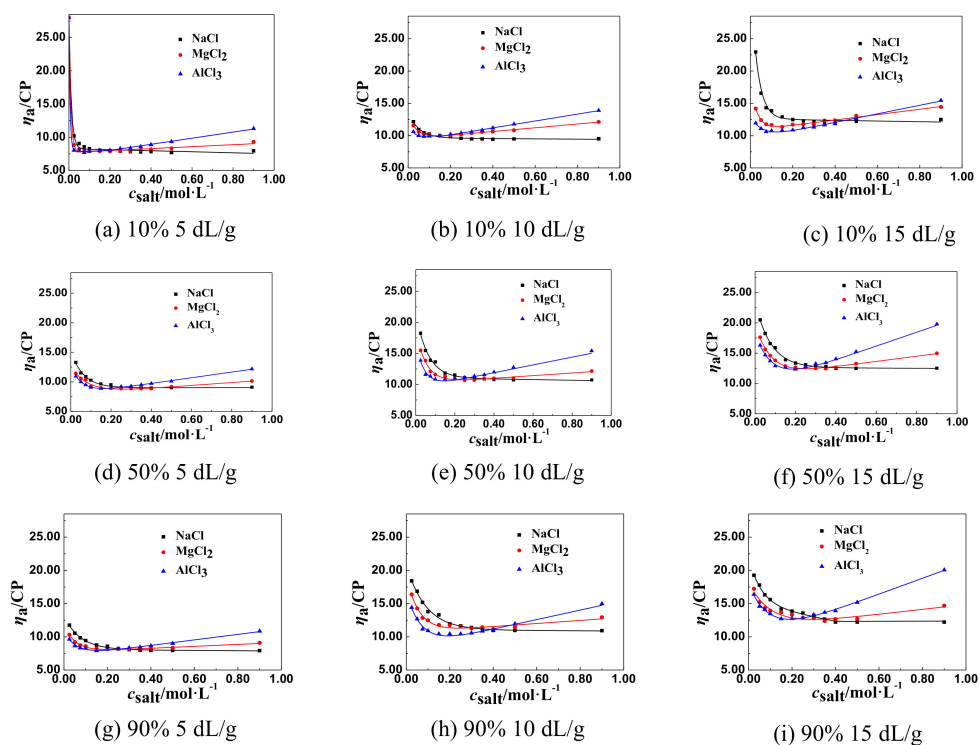 25.00
20.00
15.00
10.00
5.00
ηa/CP
NaCl
MgCl2
AlCl3
0.00 0.20 0.40 0.60 0.80 1.00
csalt/mol·L-1
(a) 10% 5 dL/g
25.00
20.00
15.00
10.00
5.00
ηa/CP
NaCl
MgCl2
AlCl3
0.00 0.20 0.40 0.60 0.80 1.00
csalt/mol·L-1
(b) 10% 10 dL/g
25.00
20.00
15.00
10.00
5.00
ηa/CP
NaCl
MgCl2
AlCl3
0.00 0.20 0.40 0.60 0.80 1.00
csalt/mol·L-1
(c) 10% 15 dL/g
25.00
20.00
15.00
10.00
5.00
ηa/CP
NaCl
MgCl2
AlCl3
0.00 0.20 0.40 0.60 0.80 1.00
csalt/mol·L-1
(d) 50% 5 dL/g
25.00
20.00
15.00
10.00
5.00
ηa/CP
NaCl
MgCl2
AlCl3
0.00 0.20 0.40 0.60 0.80 1.00
csalt/mol·L-1
(e) 50% 10 dL/g
25.00
20.00
15.00
10.00
5.00
ηa/CP
NaCl
MgCl2
AlCl3
0.00 0.20 0.40 0.60 0.80 1.00
csalt/mol·L-1
(f) 50% 15 dL/g
25.00
20.00
15.00
10.00
5.00
ηa/CP
NaCl
MgCl2
AlCl3
0.00 0.20 0.40 0.60 0.80 1.00
csalt/mol·L-1
(g) 90% 5 dL/g
25.00
20.00
15.00
10.00
5.00
ηa/CP
NaCl
MgCl2
AlCl3
0.00 0.20 0.40 0.60 0.80 1.00
csalt/mol·L-1
(h) 90% 10 dL/g
25.00
20.00
15.00
10.00
5.00
ηa/CP
NaCl
MgCl2
AlCl3
0.00 0.20 0.40 0.60 0.80 1.00
csalt/mol·L-1
(i) 90% 15 dL/g